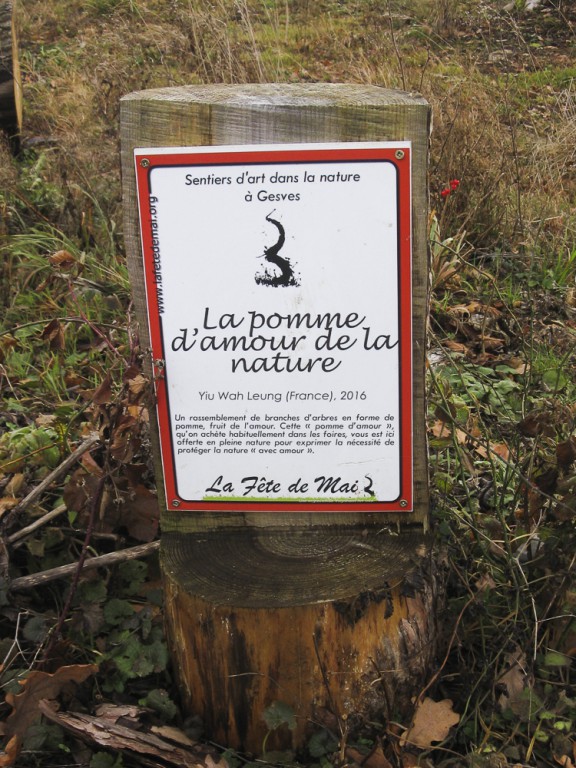 Sentiers d'art dans la nature
à Gesves
www.lafetedemai.org
La pomme
d'amour de la
nature
Yiu Wah Leung (France), 2016
Un rassemblement de branches d'arbres en forme de
pomme, fruit de l'amour. Cette « pomme d'amour »,
qu'on achète habituellement dans les foires, vous est ici
offerte en pleine nature pour exprimer la nécessité de
protéger la nature « avec amour ».
La Fête de Mai